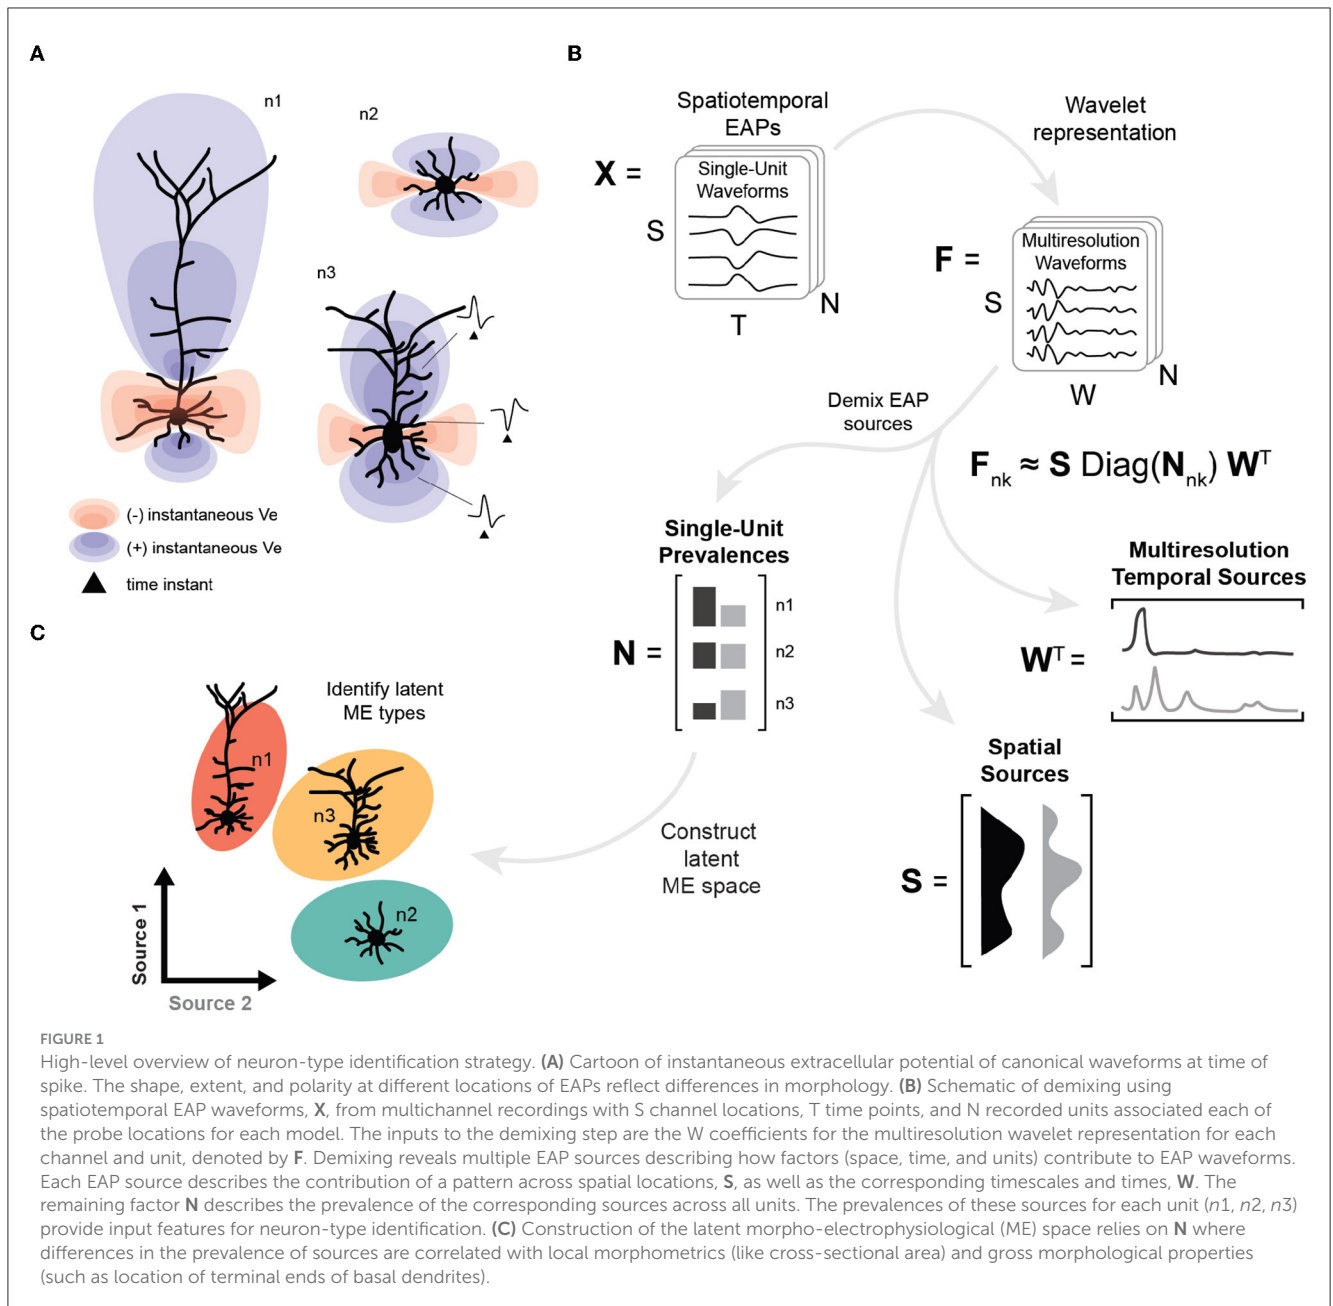 A
n1
n2
n3
(-) instantaneous Ve
(+) instantaneous Ve
time instant
B
Spatiotemporal
EAPs
X =
Single-Unit
Waveforms
S
T
N
Wavelet
representation
F =
Multiresolution
Waveforms
S
W
N
Demix EAP
sources
F_nk ≈ S Diag(N_nk) W^T
Single-Unit
Prevalences
N =
n1
n2
n3
Multiresolution
Temporal Sources
W^T =
Spatial
Sources
S =
Construct
latent
ME space
C
Identify latent
ME types
n1
n3
n2
Source 1
Source 2
FIGURE 1
High-level overview of neuron-type identification strategy. (A) Cartoon of instantaneous extracellular potential of canonical waveforms at time of
spike. The shape, extent, and polarity at different locations of EAPs reflect differences in morphology. (B) Schematic of demixing using
spatiotemporal EAP waveforms, X, from multichannel recordings with S channel locations, T time points, and N recorded units associated each of
the probe locations for each model. The inputs to the demixing step are the W coefficients for the multiresolution wavelet representation for each
channel and unit, denoted by F. Demixing reveals multiple EAP sources describing how factors (space, time, and units) contribute to EAP waveforms.
Each EAP source describes the contribution of a pattern across spatial locations, S, as well as the corresponding timescales and times, W. The
remaining factor N describes the prevalence of the corresponding sources across all units. The prevalences of these sources for each unit (n1, n2, n3)
provide input features for neuron-type identification. (C) Construction of the latent morpho-electrophysiological (ME) space relies on N where
differences in the prevalence of sources are correlated with local morphometrics (like cross-sectional area) and gross morphological properties
(such as location of terminal ends of basal dendrites).